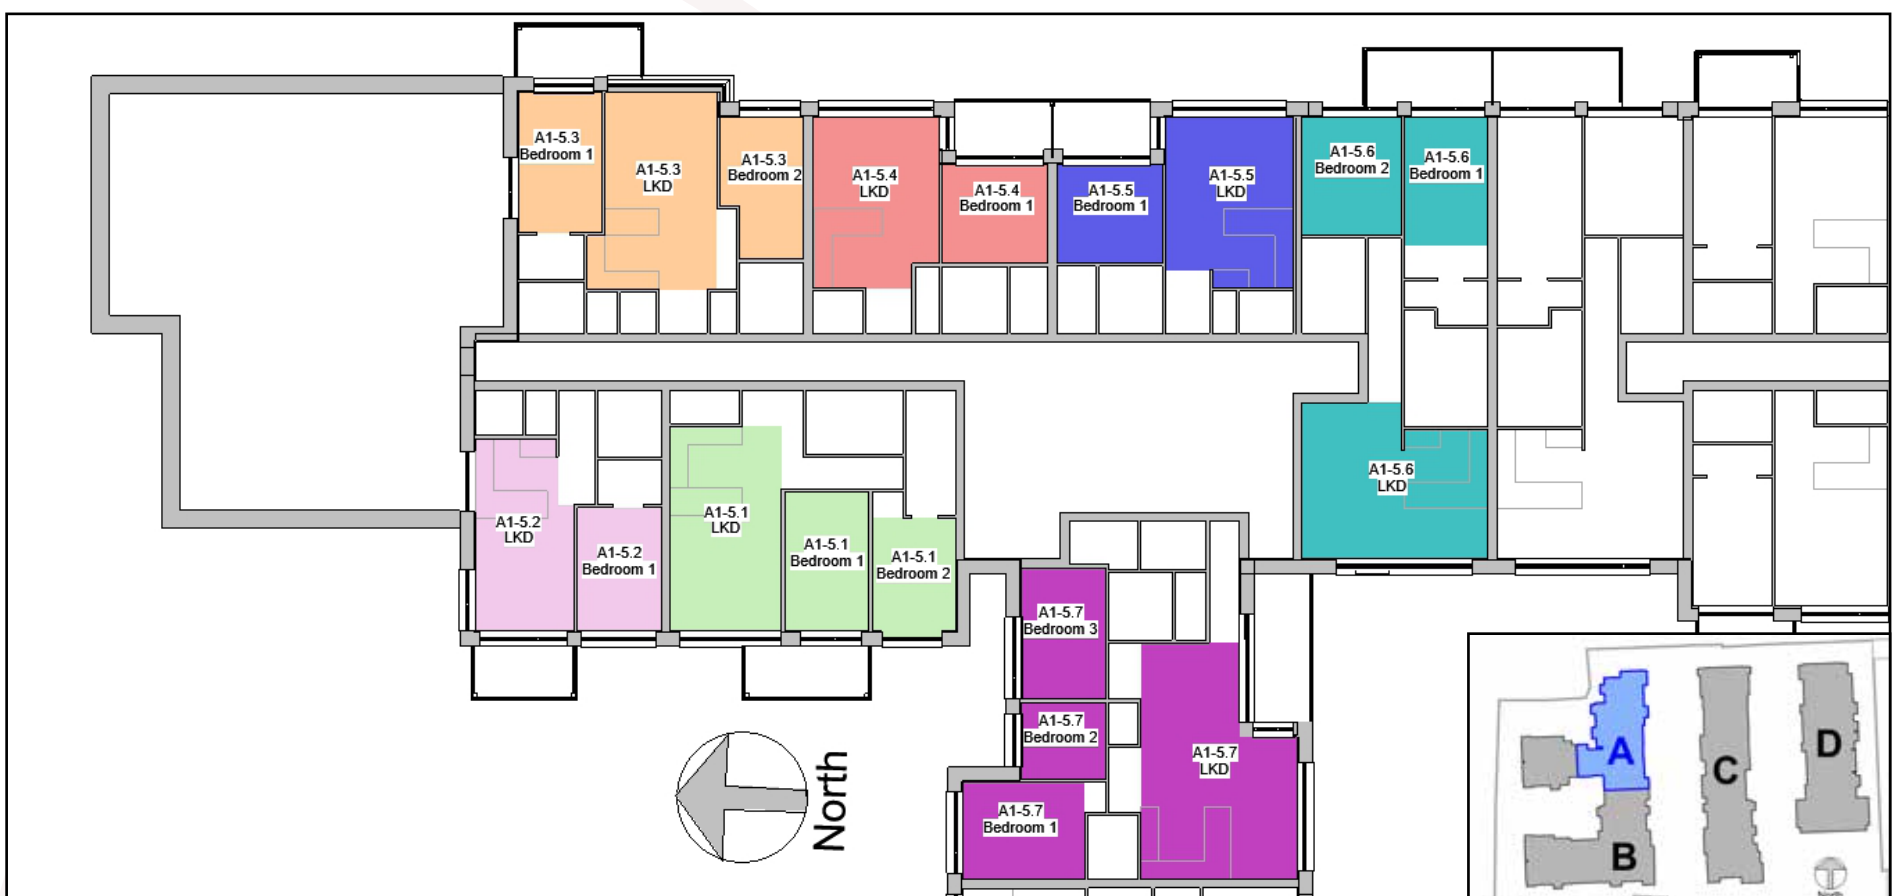 A1-5.3
Bedroom 1
A1-5.3
LKD
A1-5.3
Bedroom 2
A1-5.4
LKD
A1-5.4
Bedroom 1
A1-5.5
Bedroom 1
A1-5.5
LKD
A1-5.6
Bedroom 2
A1-5.6
Bedroom 1
A1-5.6
LKD
A1-5.2
LKD
A1-5.2
Bedroom 1
A1-5.1
LKD
A1-5.1
Bedroom 1
A1-5.1
Bedroom 2
A1-5.7
Bedroom 3
A1-5.7
Bedroom 2
A1-5.7
LKD
A1-5.7
Bedroom 1
North
A
B
C
D